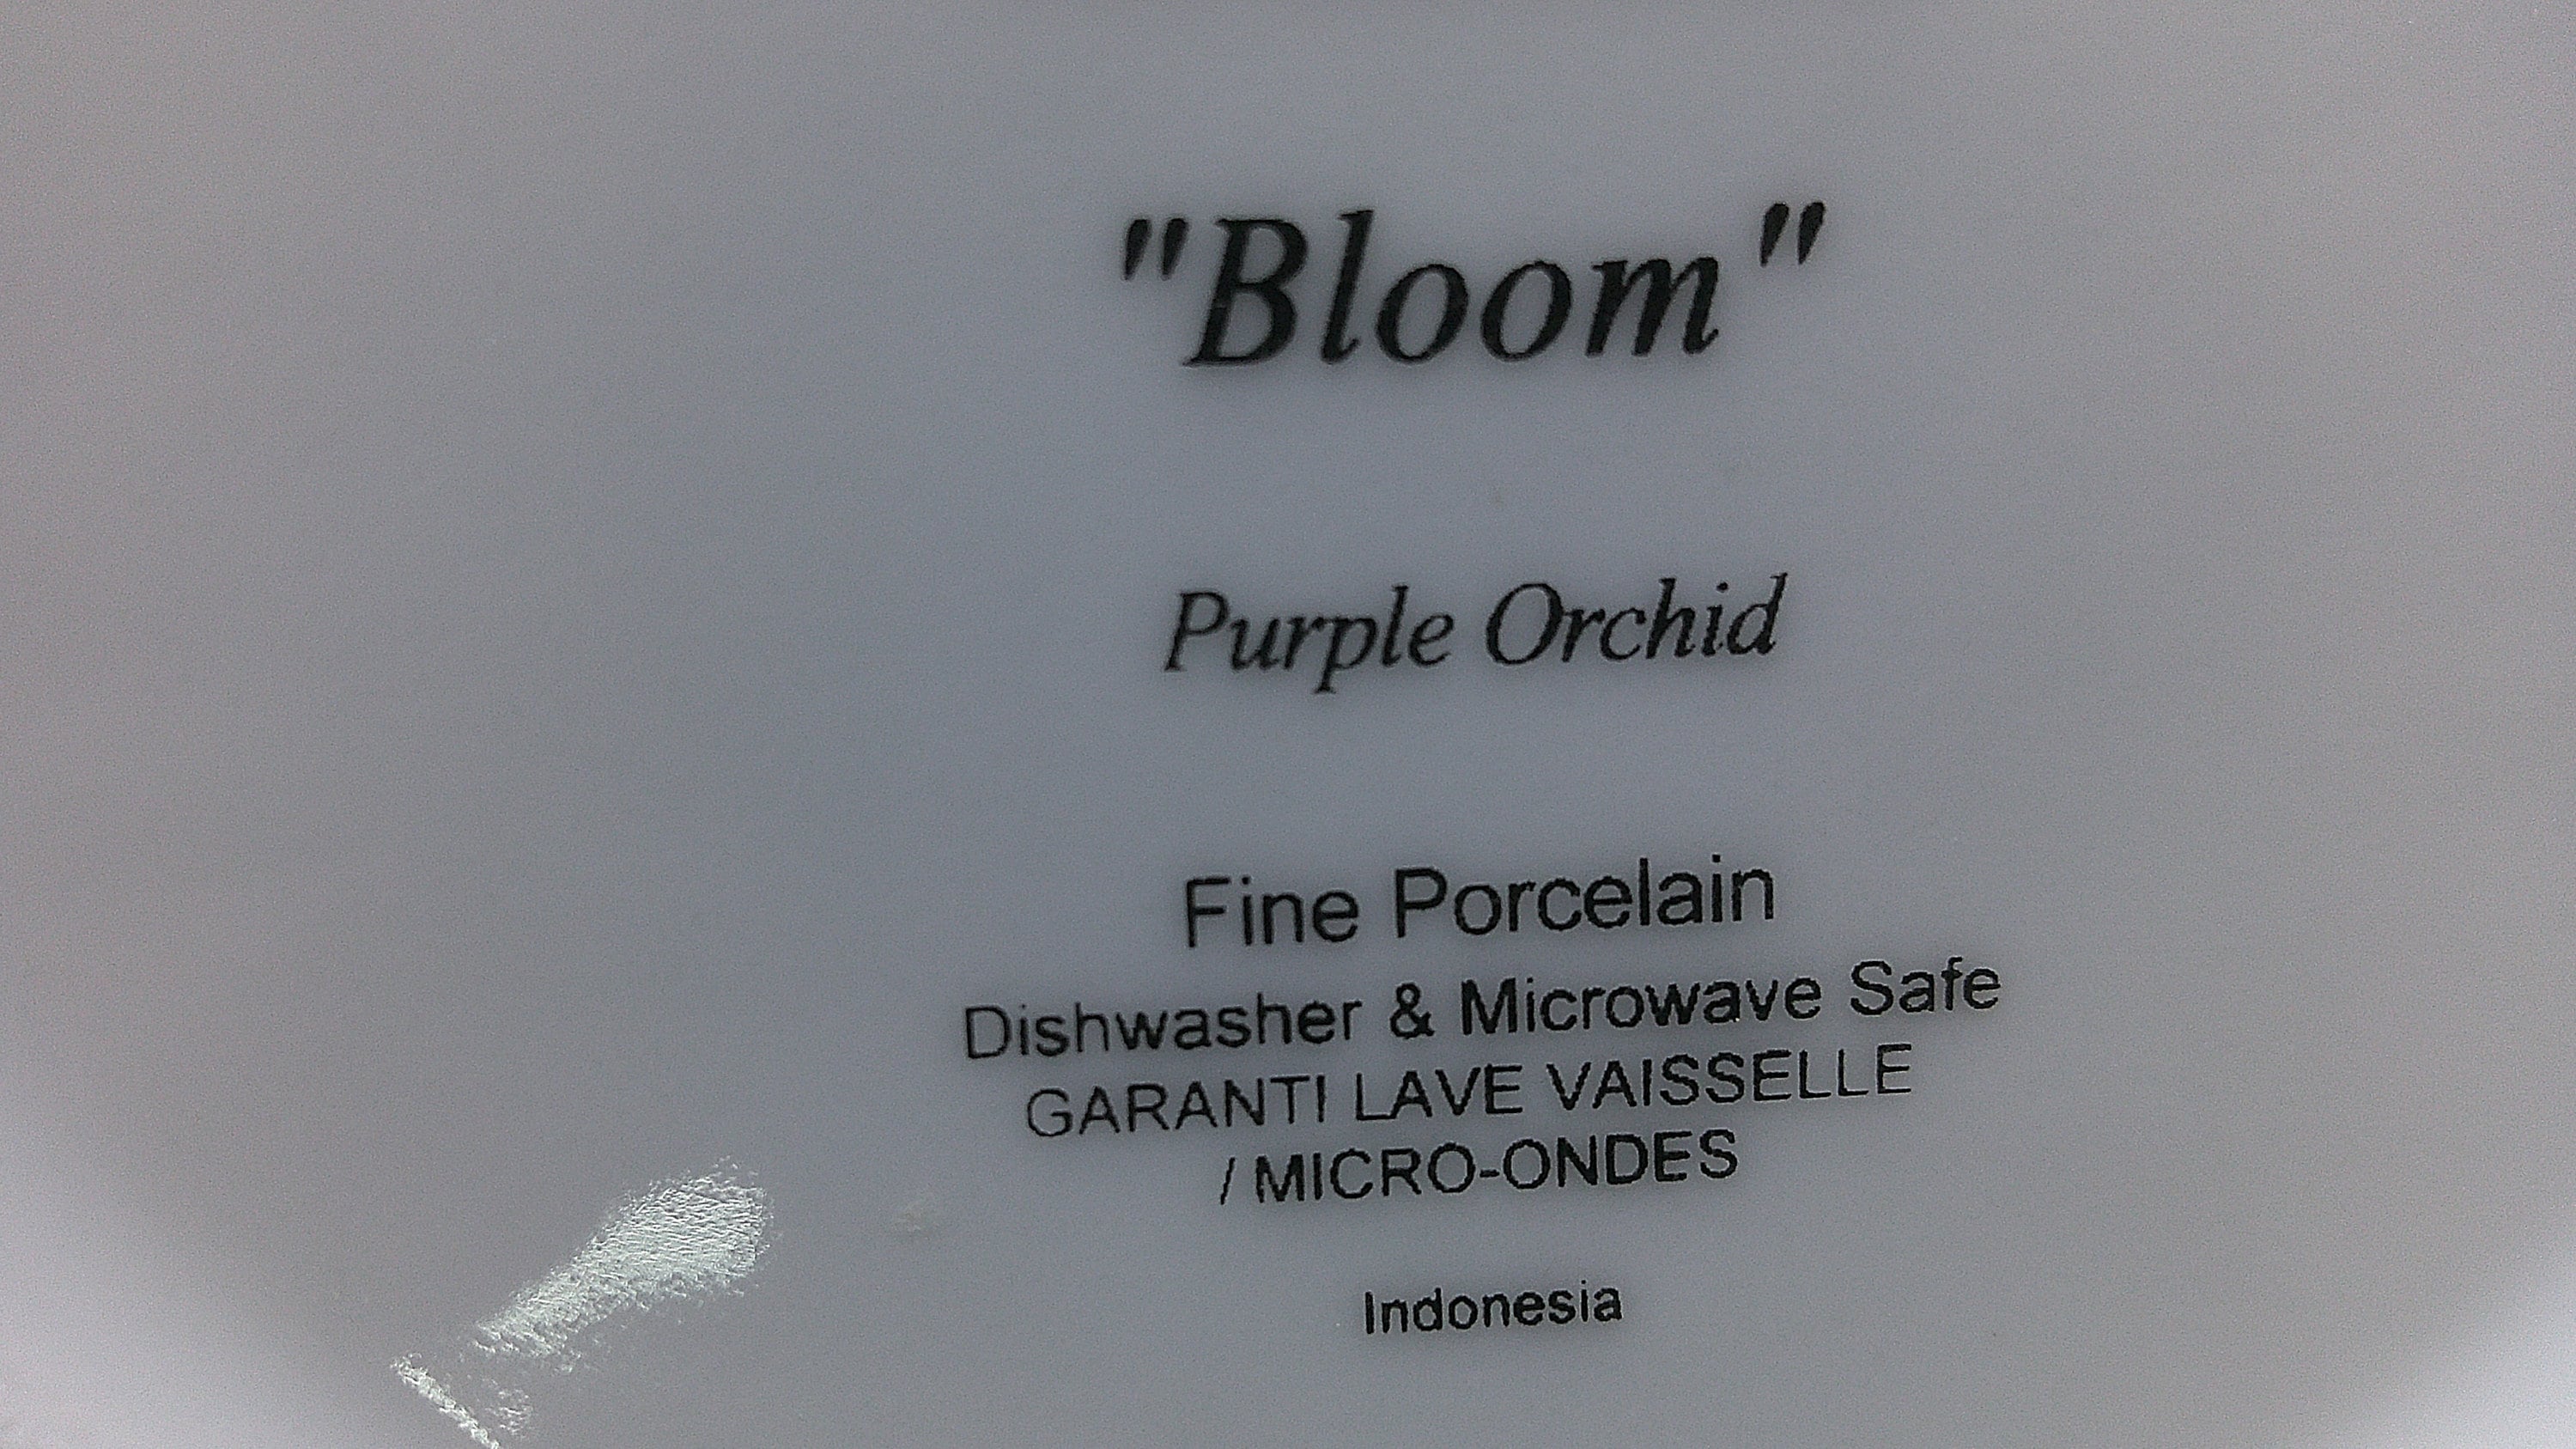 "Bloom"
Purple Orchid
Fine Porcelain
Dishwasher & Microwave Safe
GARANTI LAVE VAISSELLE
/ MICRO-ONDES
Indonesia